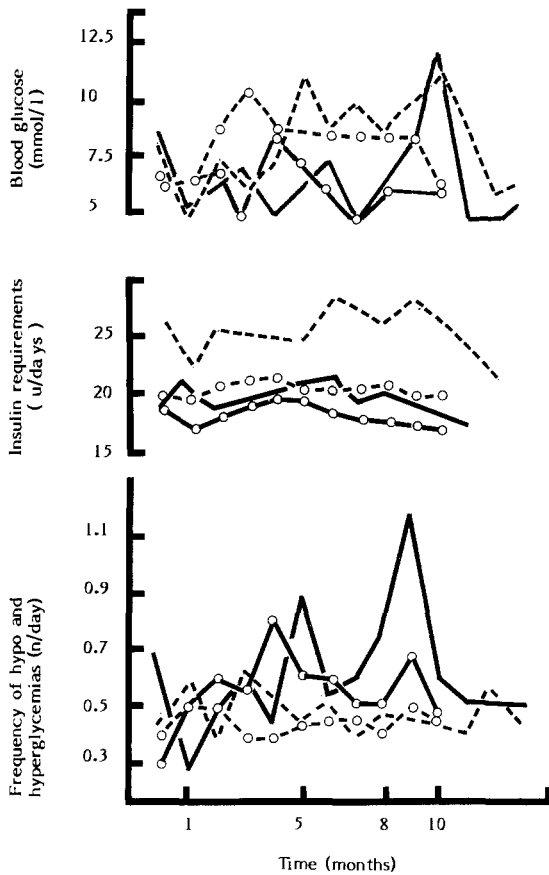 Blood glucose
(mmol/l)
12.5
10
7.5
5
Insulin requirements
( u/days )
25
20
15
Frequency of hypo and
hyperglycemias (n/day)
1.1
0.9
0.7
0.5
0.3
1 5 8 10
Time (months)